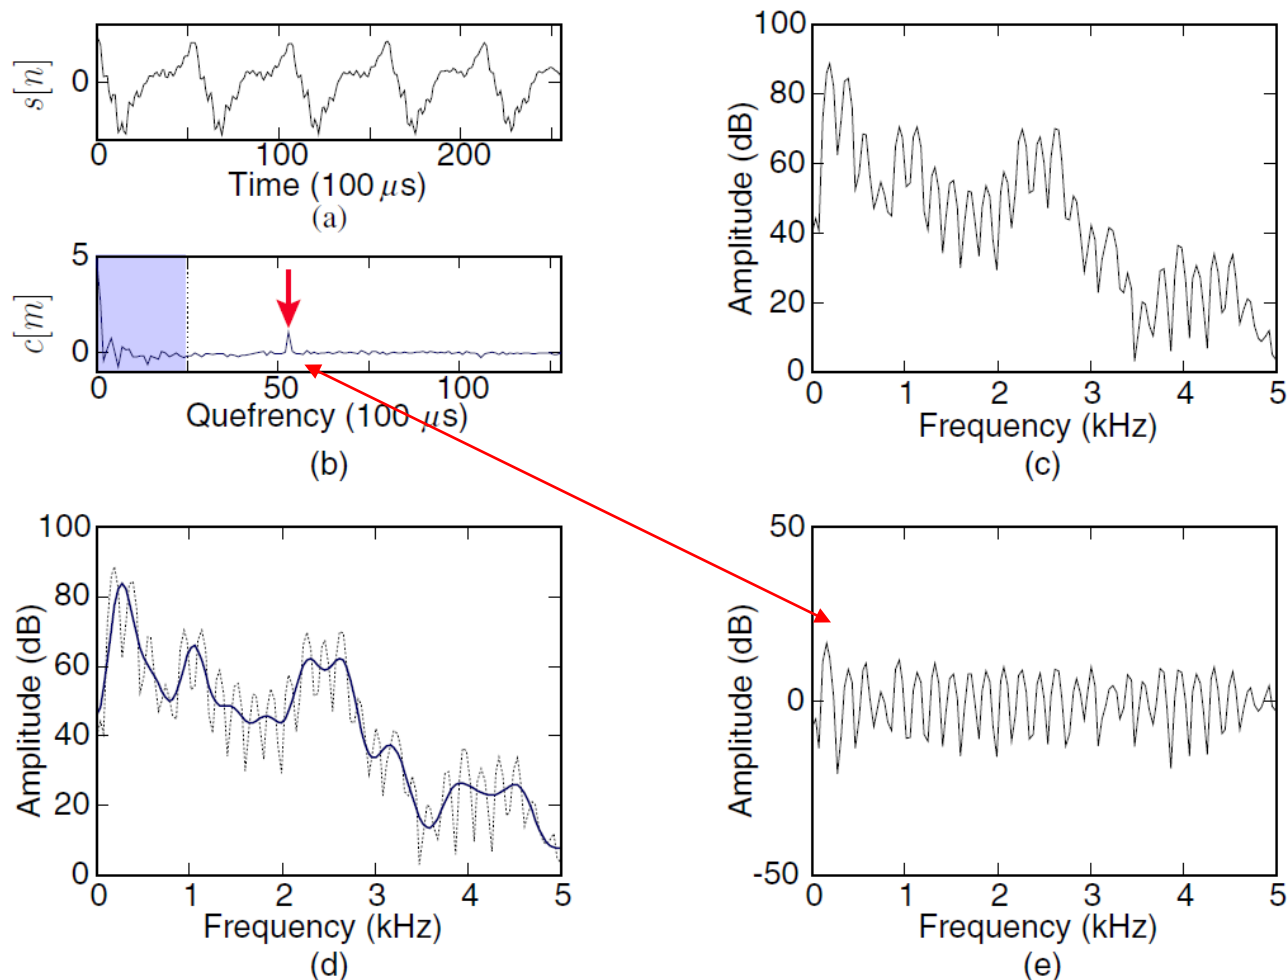 s[n]
0
0
100
200
Time (100 μs)
(a)
c[m]
5
0
0
50
100
Quefrency (100 μs)
(b)
Amplitude (dB)
100
80
60
40
20
0
0
1
2
3
4
5
Frequency (kHz)
(c)
Amplitude (dB)
100
80
60
40
20
0
0
1
2
3
4
5
Frequency (kHz)
(d)
Amplitude (dB)
50
0
-50
0
1
2
3
4
5
Frequency (kHz)
(e)